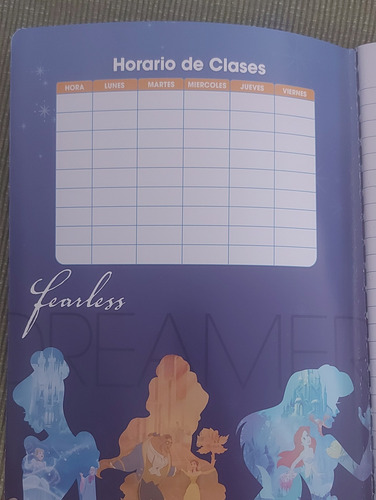 Horario de Clases
HORA LUNES MARTES MIERCOLES JUEVES VIERNES
fearless
DREAMER